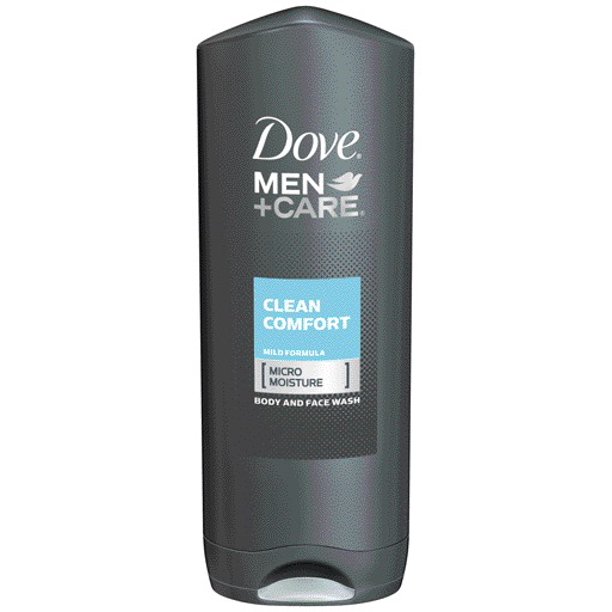 Dove®
MEN
+CARE®
CLEAN
COMFORT
MILD FORMULA
[MICRO
MOISTURE]
BODY AND FACE WASH